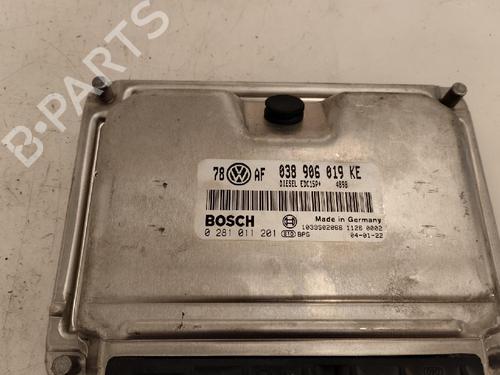 B-PARTS
78 AF 038 906 019 KE
DIESEL EDC15P+ 4898
BOSCH
Made in Germany
1039S02068 1126 0002
0 281 011 201 BPS 04-01-22